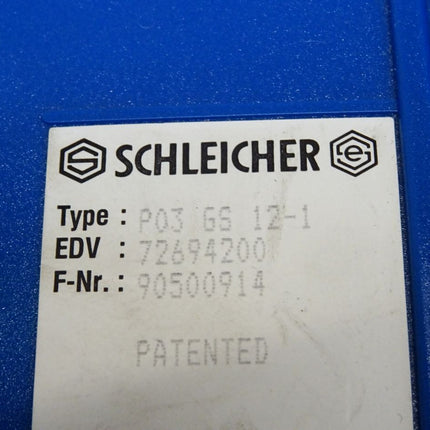 SCHLEICHER
Type : P03 GS 12-1
EDV : 72694200
F-Nr. : 90500914
PATENTED